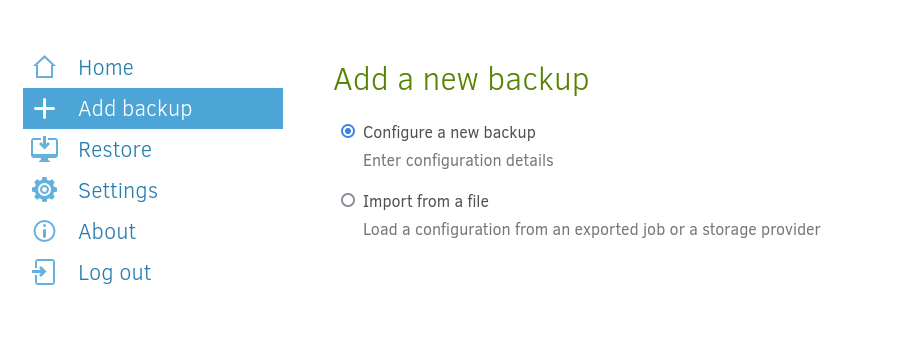 Home
Add backup
Restore
Settings
About
Log out
Add a new backup
Configure a new backup
Enter configuration details
Import from a file
Load a configuration from an exported job or a storage provider